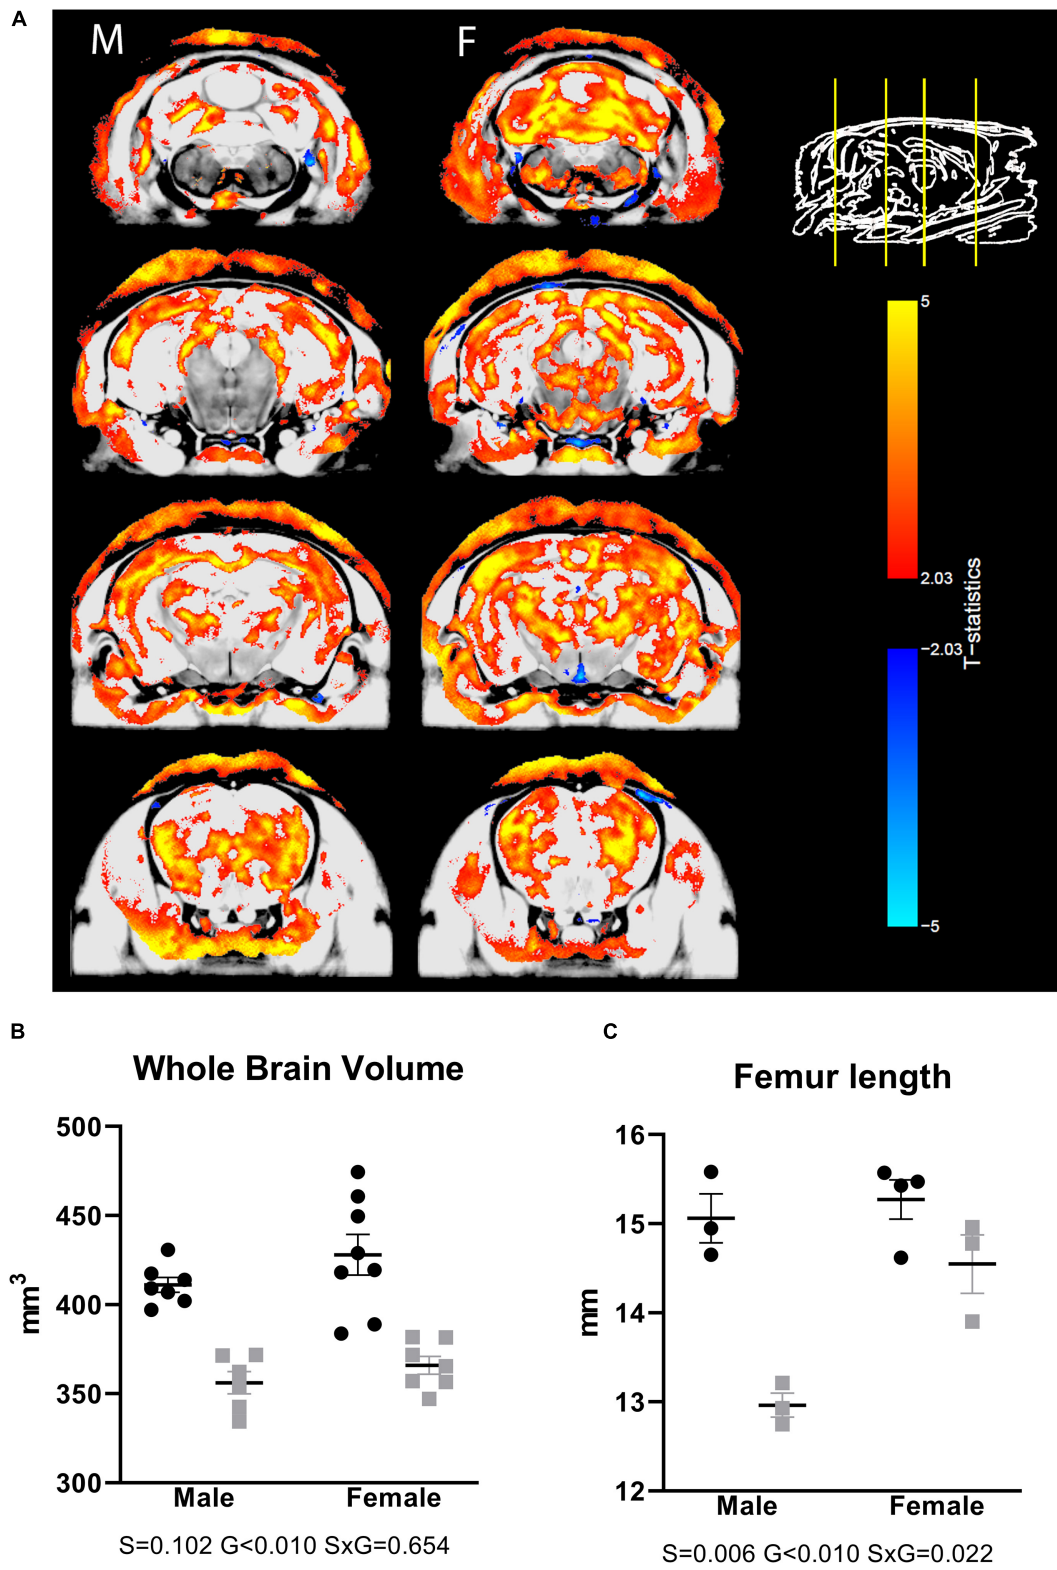 A
M
F
5
2.03
−2.03
−5
T−statistics
B
Whole Brain Volume
500
450
400
350
300
mm3
Male
Female
S=0.102 G<0.010 SxG=0.654
C
Femur length
16
15
14
13
12
mm
Male
Female
S=0.006 G<0.010 SxG=0.022